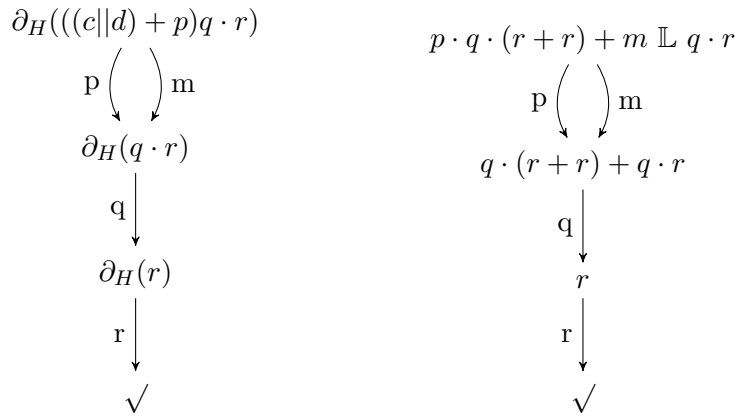 ∂_H(((c||d) + p)q · r)
p m
∂_H(q · r)
q
∂_H(r)
r
√
p · q · (r + r) + m 𝕃 q · r
p m
q · (r + r) + q · r
q
r
r
√